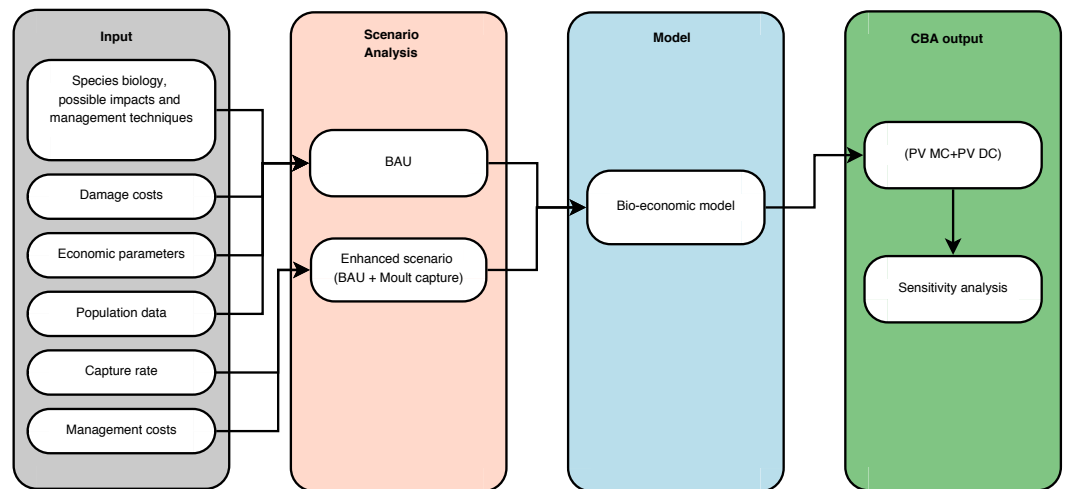 Input
Species biology,
possible impacts and
management techniques
Damage costs
Economic parameters
Population data
Capture rate
Management costs
Scenario
Analysis
BAU
Enhanced scenario
(BAU + Moult capture)
Model
Bio-economic model
CBA output
(PV MC+PV DC)
Sensitivity analysis